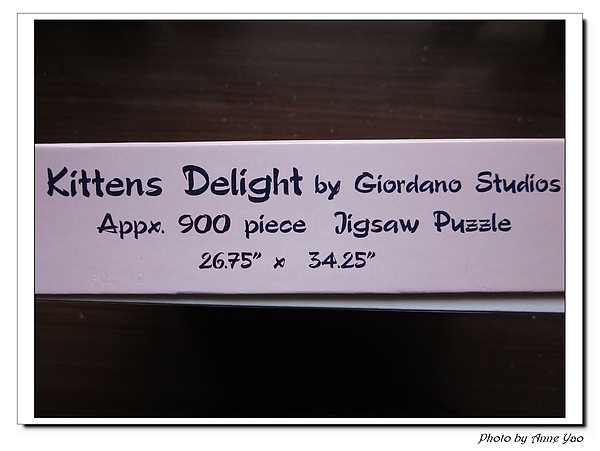 Kittens Delight by Giordano Studios
Appx. 900 piece Jigsaw Puzzle
26.75" x 34.25"
Photo by Anne Yao